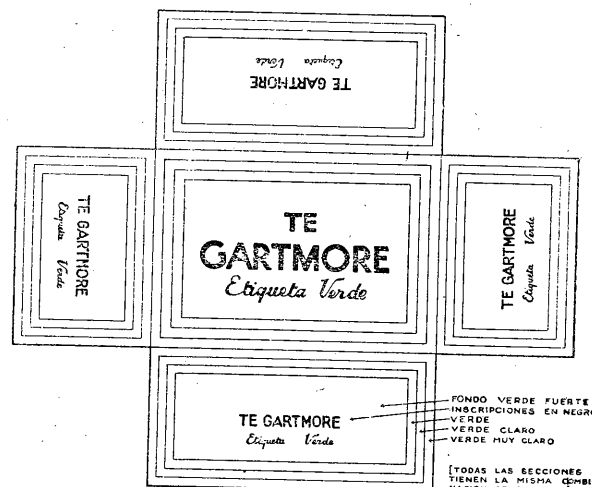 TE GARTMORE
Etiqueta Verde
TE GARTMORE
Etiqueta Verde
TE
GARTMORE
Etiqueta Verde
TE GARTMORE
Etiqueta Verde
TE GARTMORE
Etiqueta Verde
FONDO VERDE FUERTE
INSCRIPCIONES EN NEGRO
VERDE
VERDE CLARO
VERDE MUY CLARO
[TODAS LAS SECCIONES
TIENEN LA MISMA